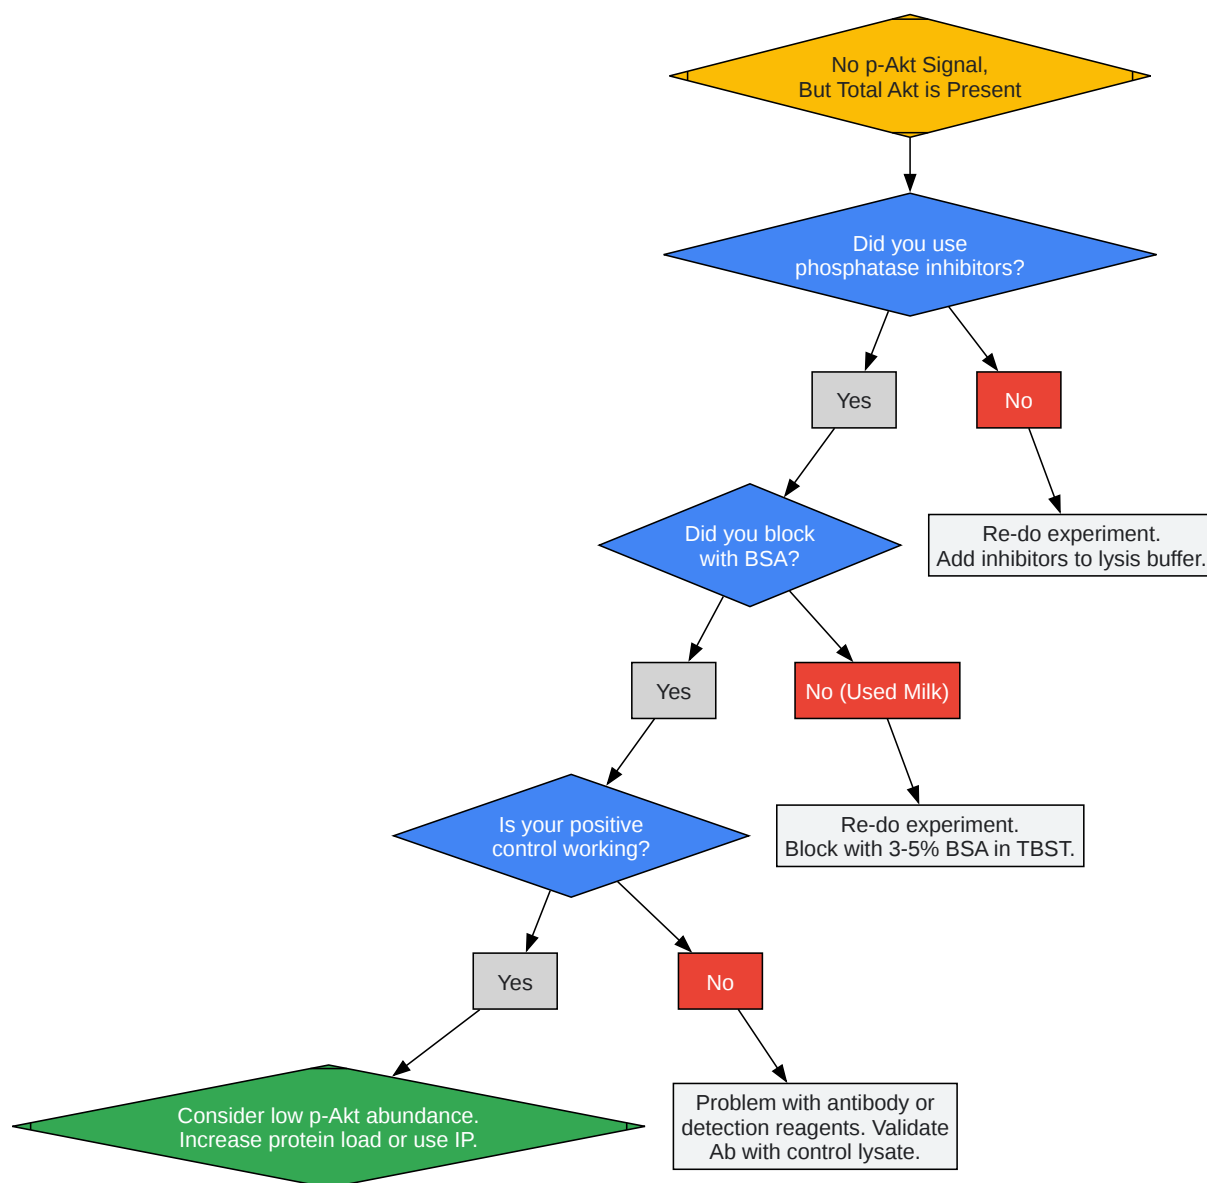 No p-Akt Signal,
But Total Akt is Present
Did you use
phosphatase inhibitors?
Yes
No
Did you block
with BSA?
Re-do experiment.
Add inhibitors to lysis buffer.
Yes
No (Used Milk)
Is your positive
control working?
Re-do experiment.
Block with 3-5% BSA in TBST.
Yes
No
Consider low p-Akt abundance.
Increase protein load or use IP.
Problem with antibody or
detection reagents. Validate
Ab with control lysate.